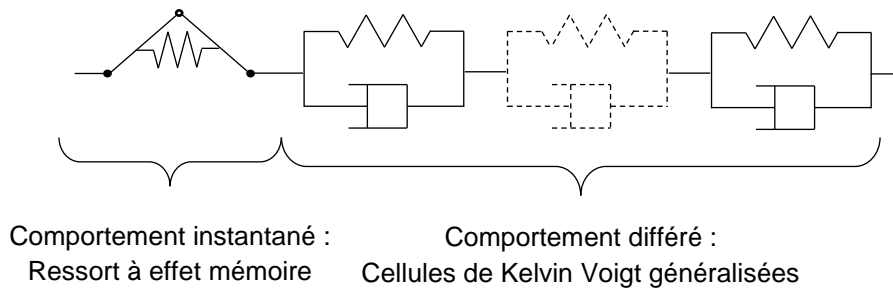 Comportement instantané :
Ressort à effet mémoire
Comportement différé :
Cellules de Kelvin Voigt généralisées